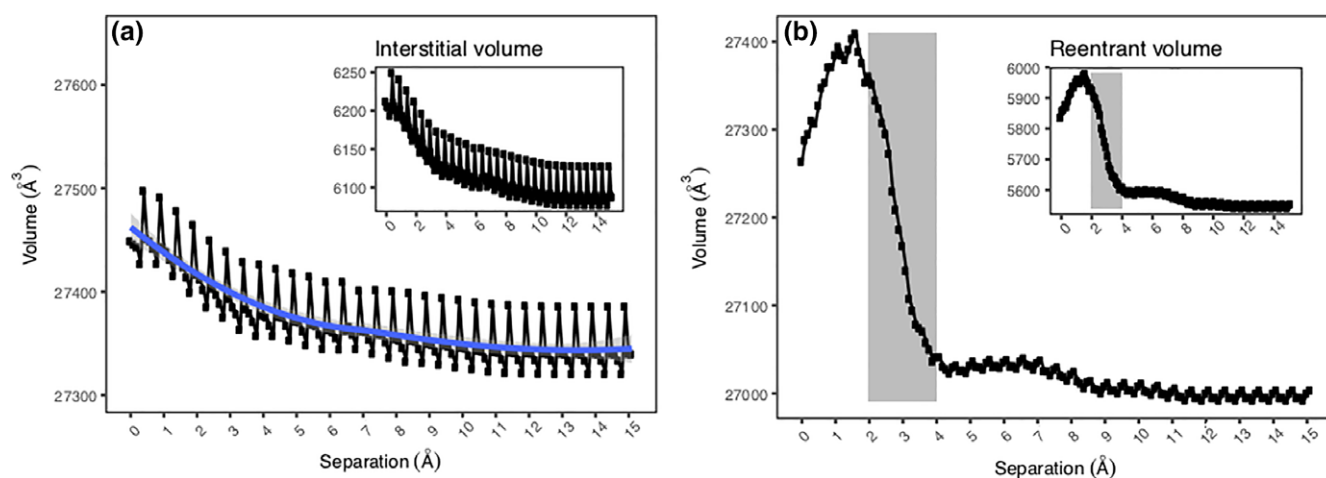 (a)
Interstitial volume
6250
6200
6150
6100
0 2 4 6 8 10 12 14
27600
27500
27400
27300
Volume (Å³)
0 1 2 3 4 5 6 7 8 9 10 11 12 13 14 15
Separation (Å)
(b)
Reentrant volume
6000
5900
5800
5700
5600
0 2 4 6 8 10 12 14
27400
27300
27200
27100
27000
Volume (Å³)
0 1 2 3 4 5 6 7 8 9 10 11 12 13 14 15
Separation (Å)